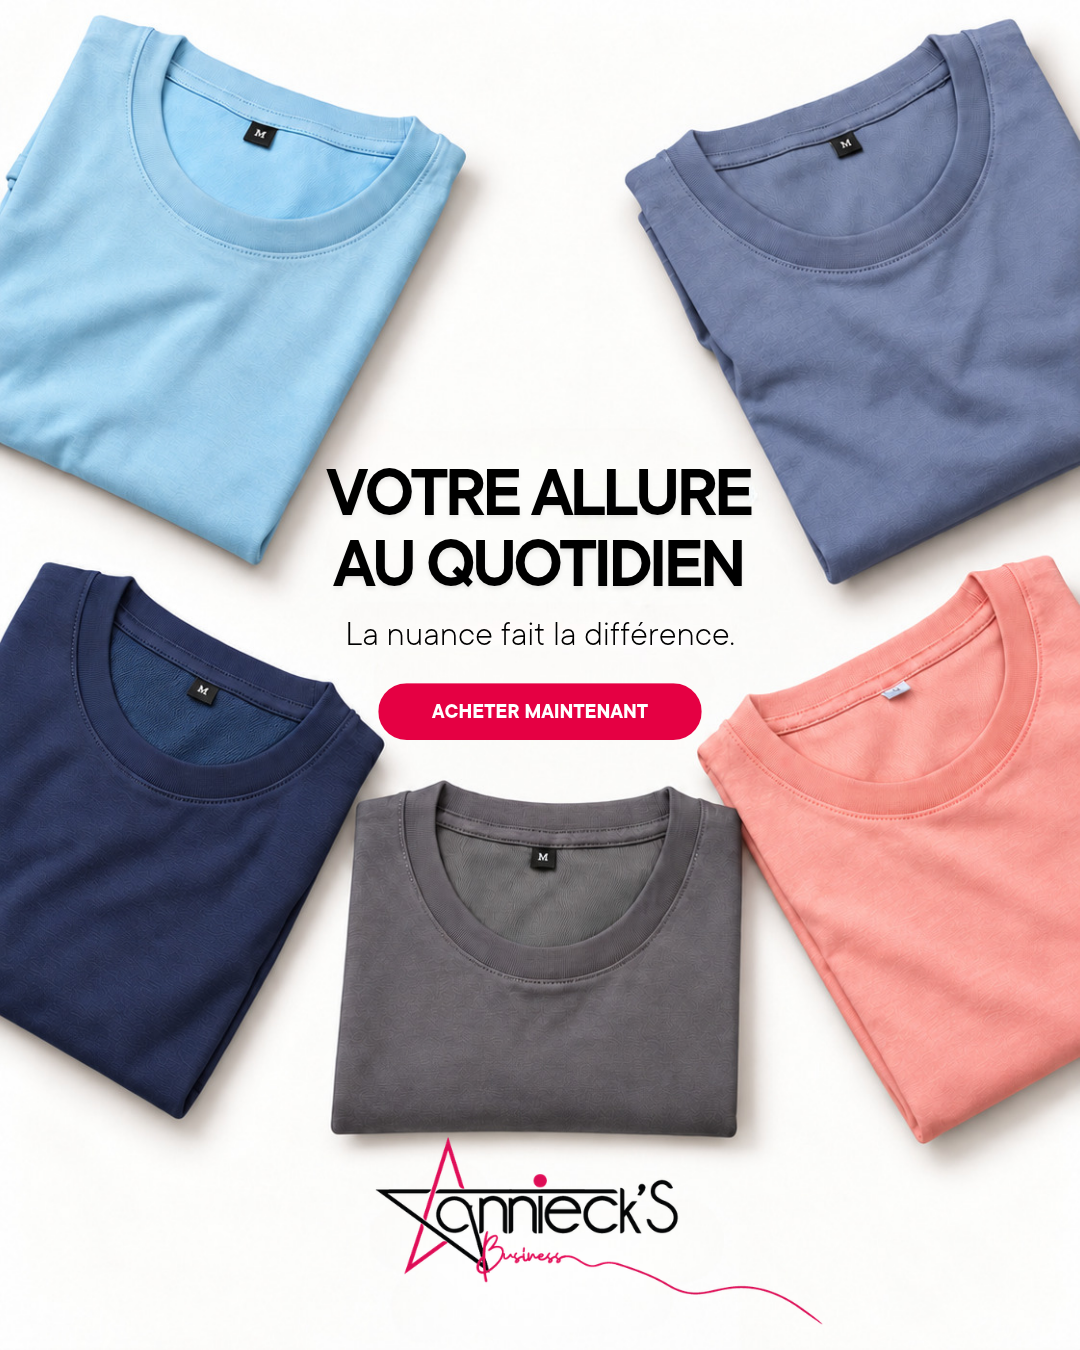 M
M
VOTRE ALLURE
AU QUOTIDIEN
La nuance fait la différence.
M
ACHETER MAINTENANT
M
annieck'S
Business